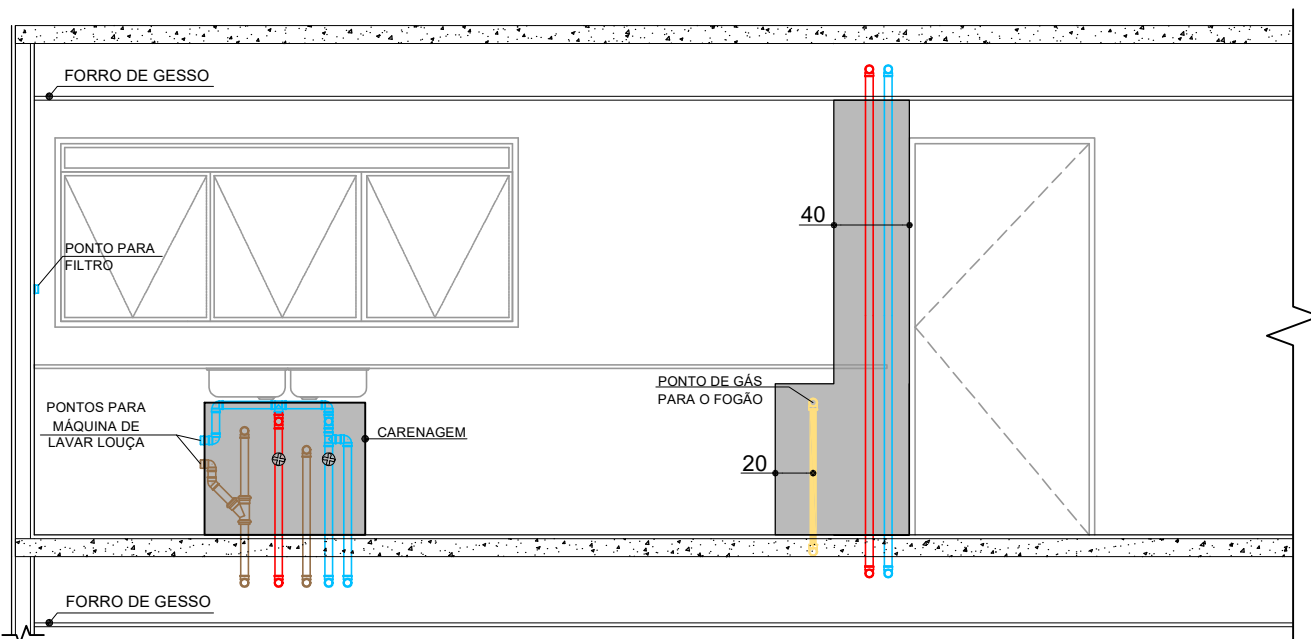 FORRO DE GESSO
40
PONTO PARA
FILTRO
PONTO DE GÁS
PARA O FOGÃO
PONTOS PARA
MÁQUINA DE
LAVAR LOUÇA
CARENAGEM
20
FORRO DE GESSO